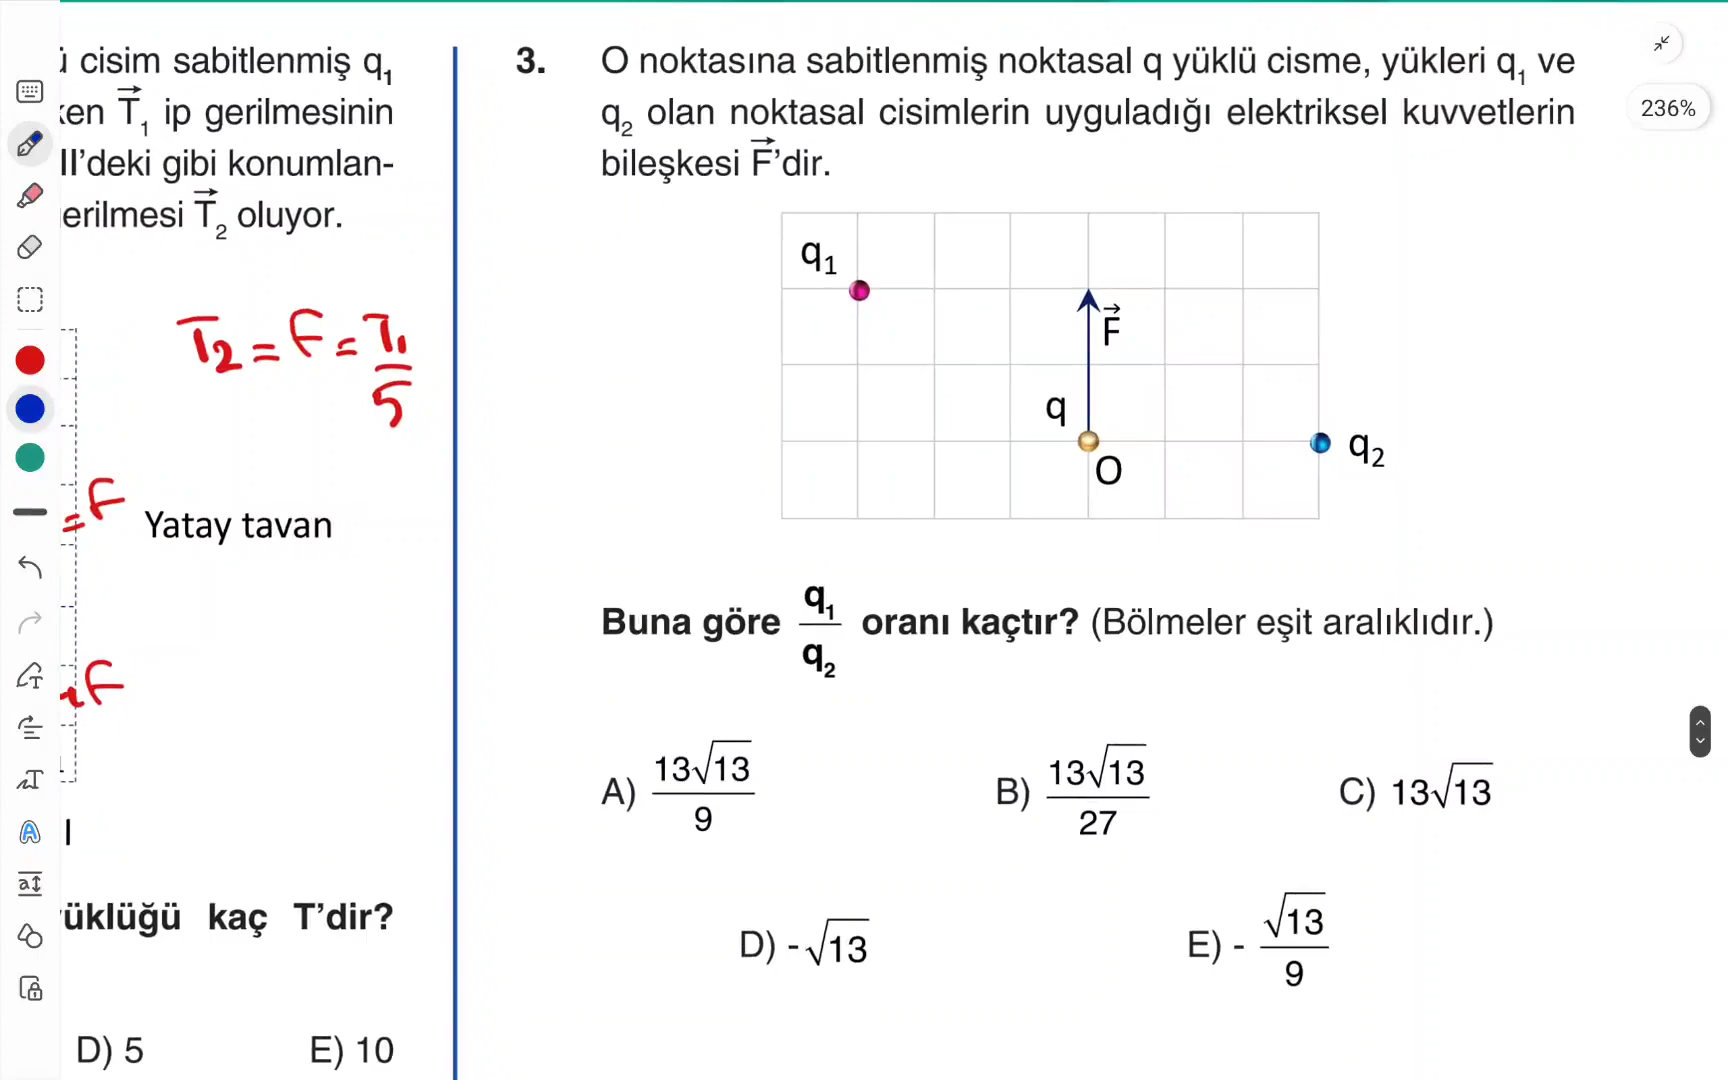 cisim sabitlenmiş q₁
ken T₁ ip gerilmesinin
II’deki gibi konumlan-
erilmesi T₂ oluyor.
T₂ = F = T₁/5
= F
Yatay tavan
F
I
üklüğü kaç T’dir?
D) 5 E) 10
3. O noktasına sabitlenmiş noktasal q yüklü cisme, yükleri q₁ ve
q₂ olan noktasal cisimlerin uyguladığı elektriksel kuvvetlerin
bileşkesi F’dir.
q₁
F
q
O
q₂
Buna göre q₁/q₂ oranı kaçtır? (Bölmeler eşit aralıklıdır.)
A) 13√13/9 B) 13√13/27 C) 13√13
D) -√13 E) - √13/9
236%